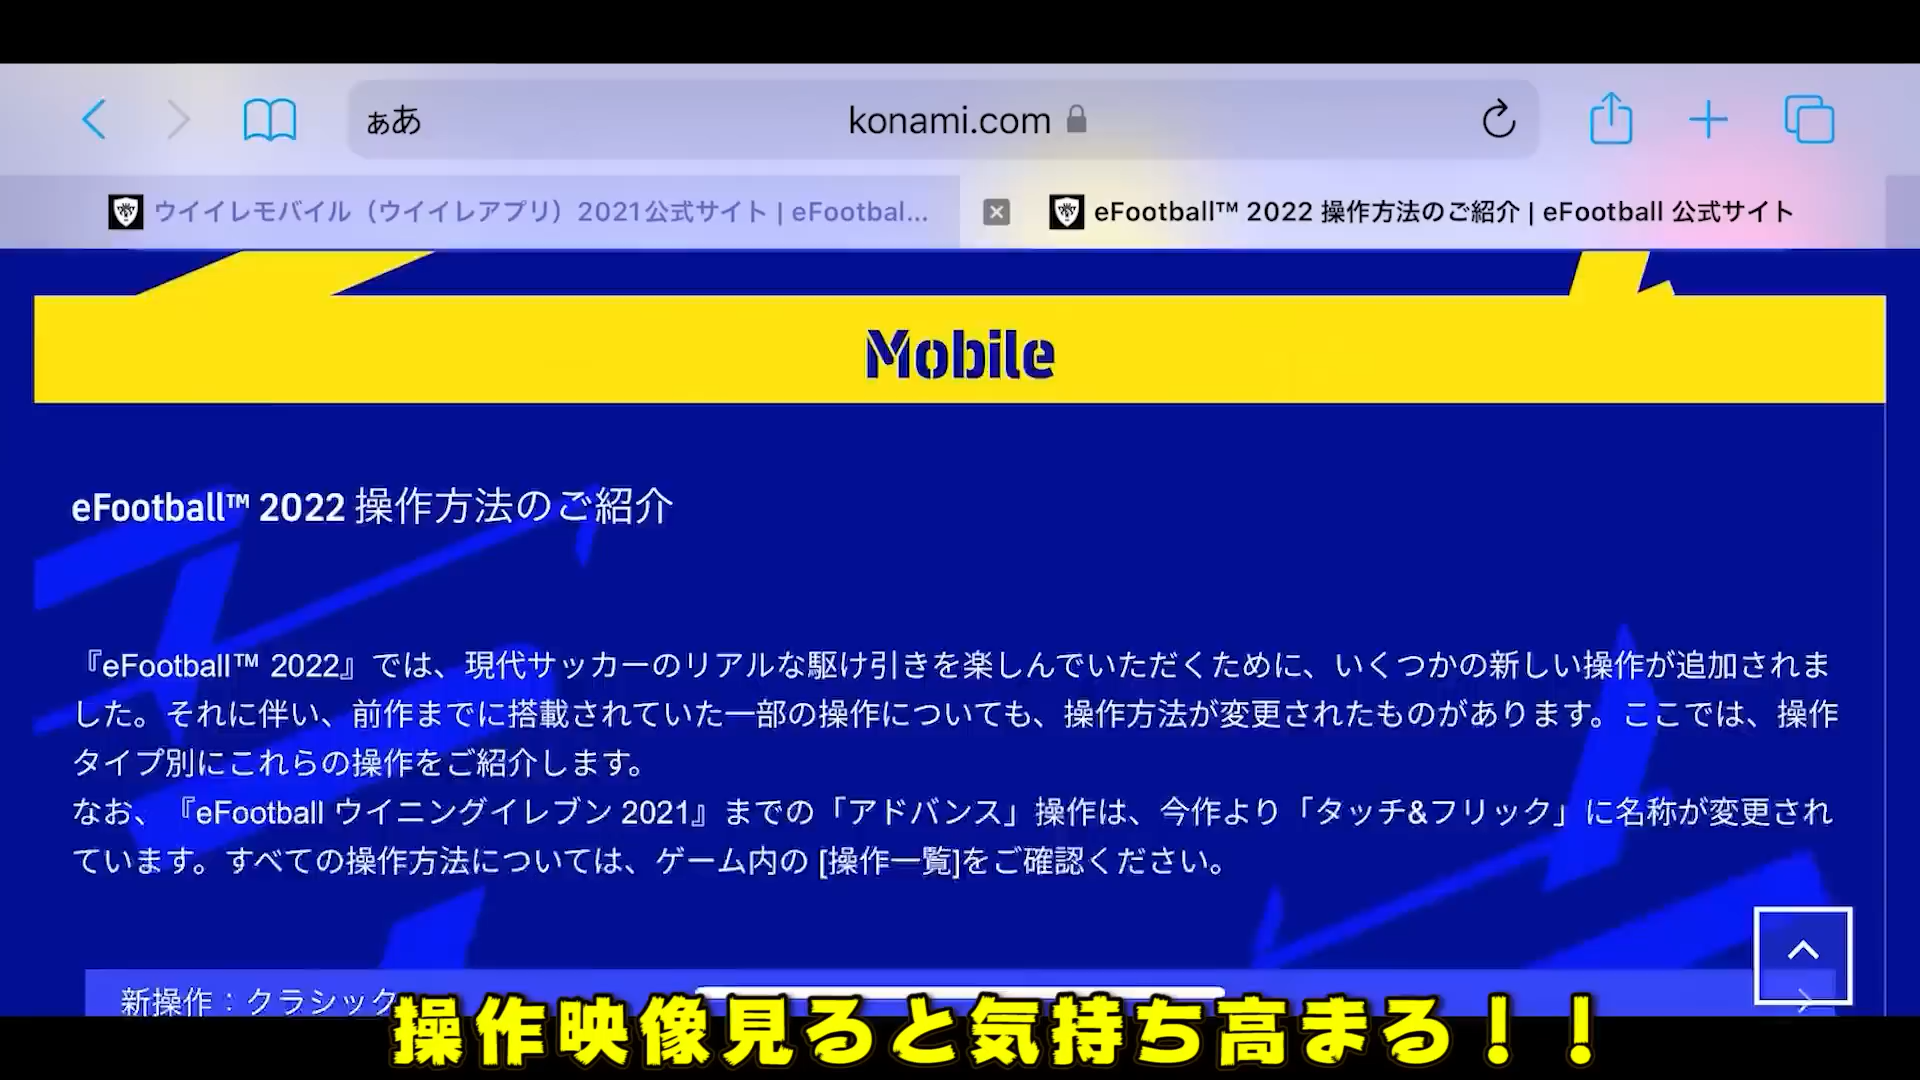 ぁあ
konami.com
ウイイレモバイル（ウイイレアプリ）2021公式サイト | eFootbal...
eFootball™ 2022 操作方法のご紹介 | eFootball 公式サイト
Mobile
eFootball™ 2022 操作方法のご紹介
『eFootball™ 2022』では、現代サッカーのリアルな駆け引きを楽しんでいただくために、いくつかの新しい操作が追加されま
した。それに伴い、前作までに搭載されていた一部の操作についても、操作方法が変更されたものがあります。ここでは、操作
タイプ別にこれらの操作をご紹介します。
なお、『eFootball ウイニングイレブン 2021』までの「アドバンス」操作は、今作より「タッチ&フリック」に名称が変更され
ています。すべての操作方法については、ゲーム内の [操作一覧]をご確認ください。
新操作：クラシック
操作映像見ると気持ち高まる！！